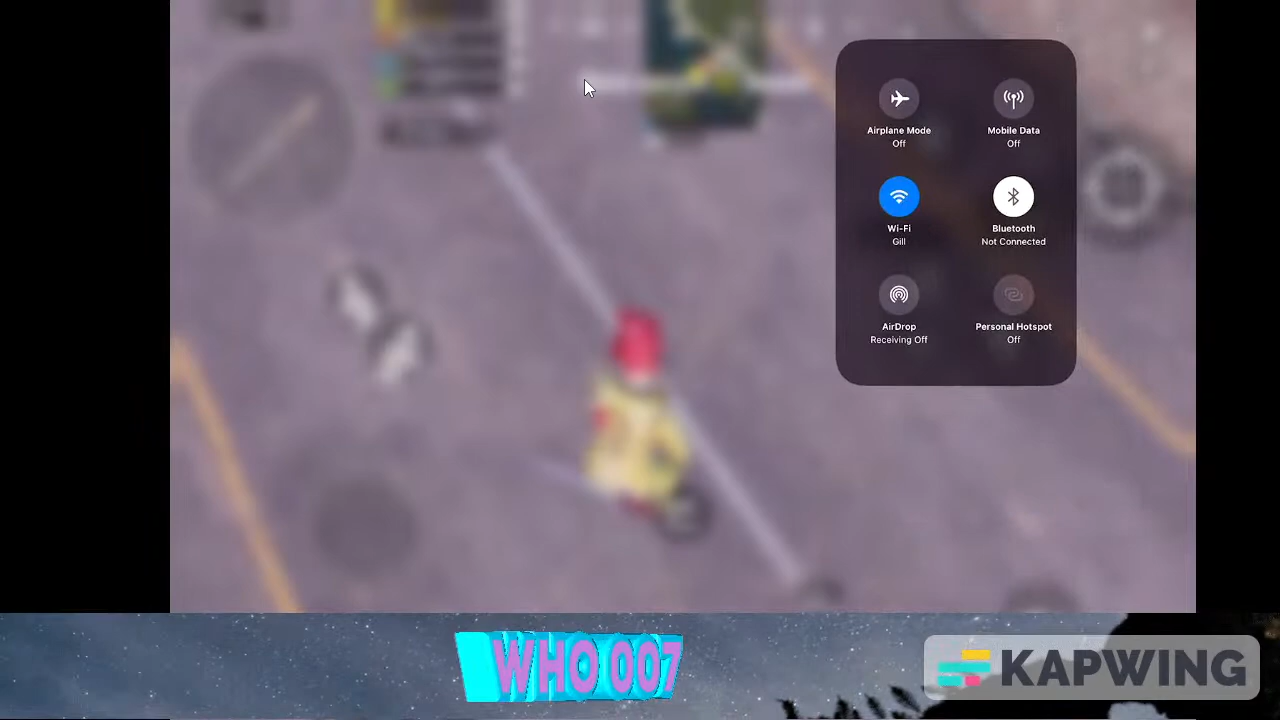 Airplane Mode
Off
Mobile Data
Off
Wi-Fi
Gill
Bluetooth
Not Connected
AirDrop
Receiving Off
Personal Hotspot
Off
WHO 007
KAPWING